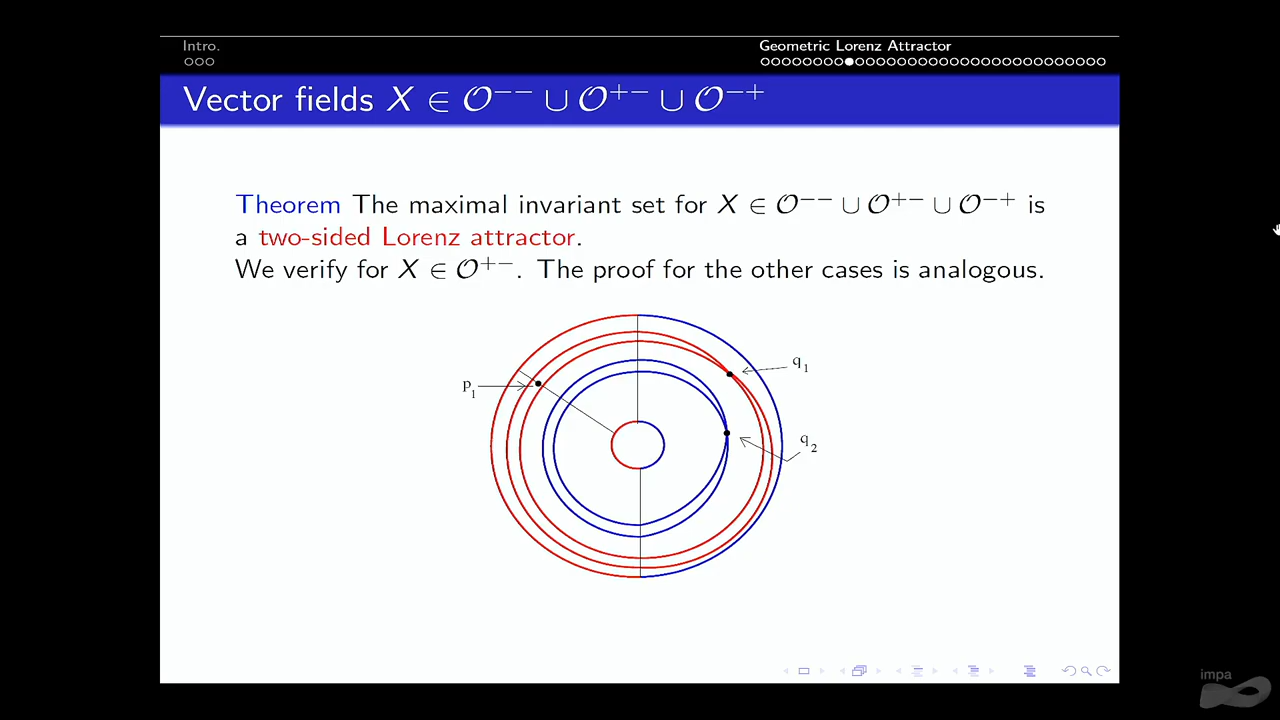 Intro.
Geometric Lorenz Attractor
Vector fields X ∈ 𝒪⁻⁻ ∪ 𝒪⁺⁻ ∪ 𝒪⁻⁺
Theorem The maximal invariant set for X ∈ 𝒪⁻⁻ ∪ 𝒪⁺⁻ ∪ 𝒪⁻⁺ is
a two-sided Lorenz attractor.
We verify for X ∈ 𝒪⁺⁻. The proof for the other cases is analogous.
q₁
p₁
q₂
impa